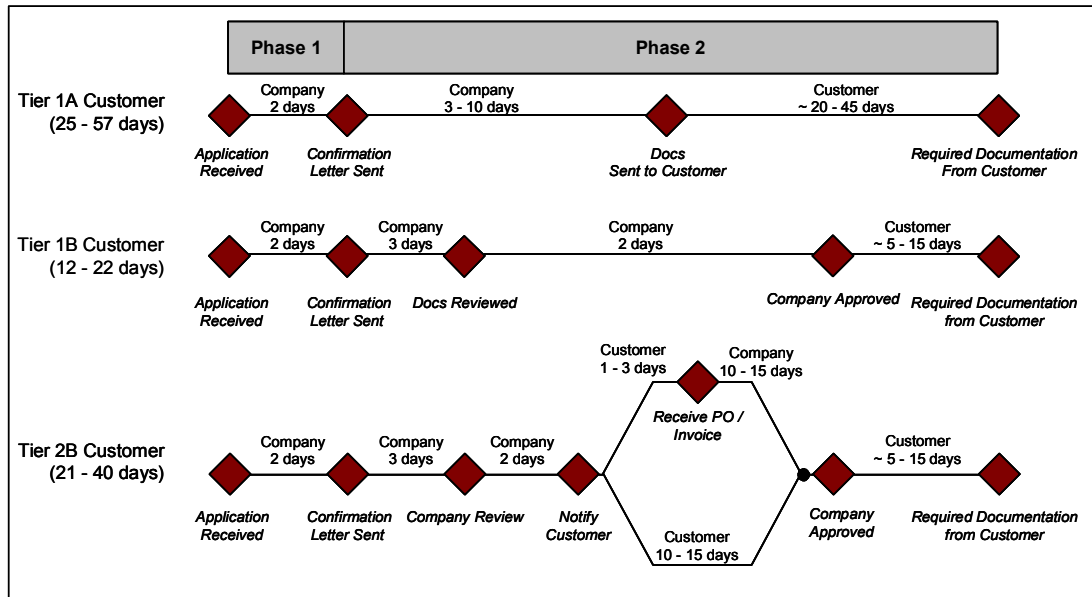 Phase 1
Phase 2
Tier 1A Customer
(25 - 57 days)
Company
2 days
Company
3 - 10 days
Customer
~ 20 - 45 days
Application
Received
Confirmation
Letter Sent
Docs
Sent to Customer
Required Documentation
From Customer
Tier 1B Customer
(12 - 22 days)
Company
2 days
Company
3 days
Company
2 days
Customer
~ 5 - 15 days
Application
Received
Confirmation
Letter Sent
Docs Reviewed
Company Approved
Required Documentation
from Customer
Tier 2B Customer
(21 - 40 days)
Company
2 days
Company
3 days
Company
2 days
Customer
1 - 3 days
Company
10 - 15 days
Receive PO /
Invoice
Customer
10 - 15 days
Customer
~ 5 - 15 days
Application
Received
Confirmation
Letter Sent
Company Review
Notify
Customer
Company
Approved
Required Documentation
from Customer